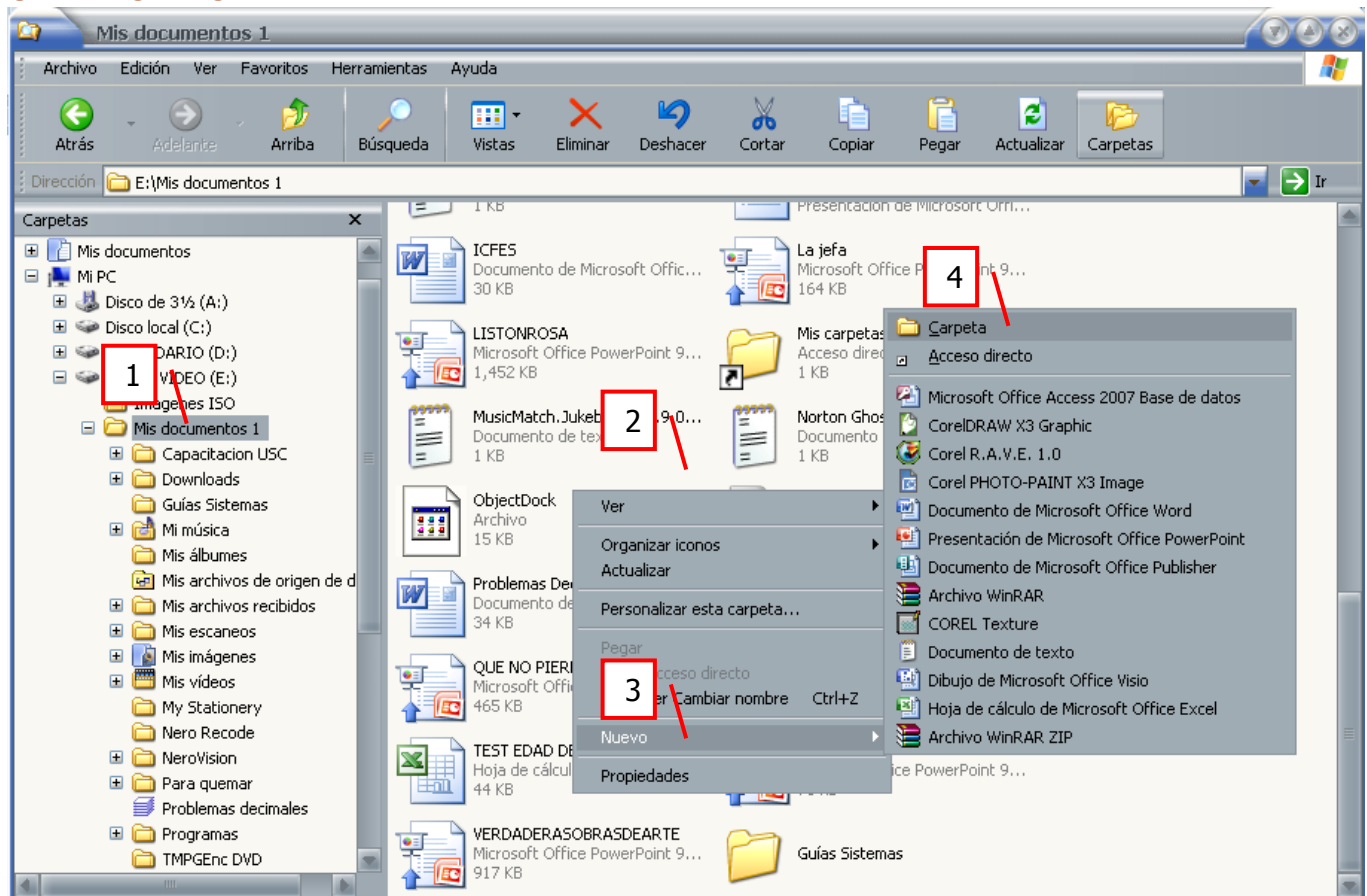 Mis documentos 1
Archivo Edición Ver Favoritos Herramientas Ayuda
Atrás Adelante Arriba Búsqueda Vistas Eliminar Deshacer Cortar Copiar Pegar Actualizar Carpetas
Dirección E:\Mis documentos 1 Ir
Carpetas
Mis documentos
Mi PC
Disco de 3½ (A:)
Disco local (C:)
DARIO (D:)
VIDEO (E:)
Imagenes ISO
Mis documentos 1
Capacitacion USC
Downloads
Guías Sistemas
Mi música
Mis álbumes
Mis archivos de origen de d
Mis archivos recibidos
Mis escaneos
Mis imágenes
Mis vídeos
My Stationery
Nero Recode
NeroVision
Para quemar
Problemas decimales
Programas
TMPGEnc DVD
1
1 KB
Presentación de Microsoft Offi...
ICFES
Documento de Microsoft Offic...
30 KB
La jefa
Microsoft Office
164 KB
LISTONROSA
Microsoft Office PowerPoint 9...
1,452 KB
Mis carpetas
Acceso direc
1 KB
MusicMatch.Jukeb
Documento de tex
1 KB
Norton Ghos
Documento
1 KB
ObjectDock
Archivo
15 KB
Problemas De
Documento de
34 KB
QUE NO PIER
Microsoft Offi
465 KB
TEST EDAD DE
Hoja de cálcul
44 KB
ice PowerPoint 9...
VERDADERASOBRASDEARTE
Microsoft Office PowerPoint 9...
917 KB
Guías Sistemas
2
Ver
Organizar iconos
Actualizar
Personalizar esta carpeta...
Pegar
acceso directo
er Cambiar nombre Ctrl+Z
Nuevo
Propiedades
3
4
Carpeta
Acceso directo
Microsoft Office Access 2007 Base de datos
CorelDRAW X3 Graphic
Corel R.A.V.E. 1.0
Corel PHOTO-PAINT X3 Image
Documento de Microsoft Office Word
Presentación de Microsoft Office PowerPoint
Documento de Microsoft Office Publisher
Archivo WinRAR
COREL Texture
Documento de texto
Dibujo de Microsoft Office Visio
Hoja de cálculo de Microsoft Office Excel
Archivo WinRAR ZIP